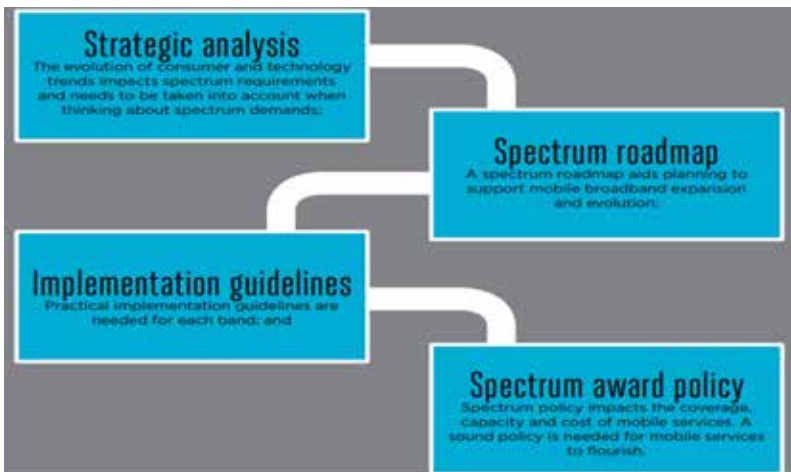 Strategic analysis
The evolution of consumer and technology
trends impacts spectrum requirements
and needs to be taken into account when
thinking about spectrum demands;
Spectrum roadmap
A spectrum roadmap aids planning to
support mobile broadband expansion
and evolution;
Implementation guidelines
Practical implementation guidelines are
needed for each band; and
Spectrum award policy
Spectrum policy impacts the coverage,
capacity and cost of mobile services. A
sound policy is needed for mobile services
to flourish.